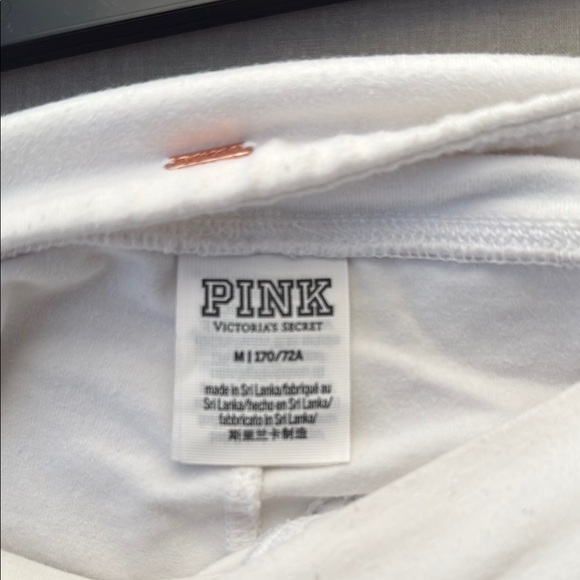 PINK
VICTORIA'S SECRET
M | 170/72A
made in Sri Lanka/fabriqué au
Sri Lanka/hecho en Sri Lanka/
fabbricato in Sri Lanka/
斯里兰卡制造